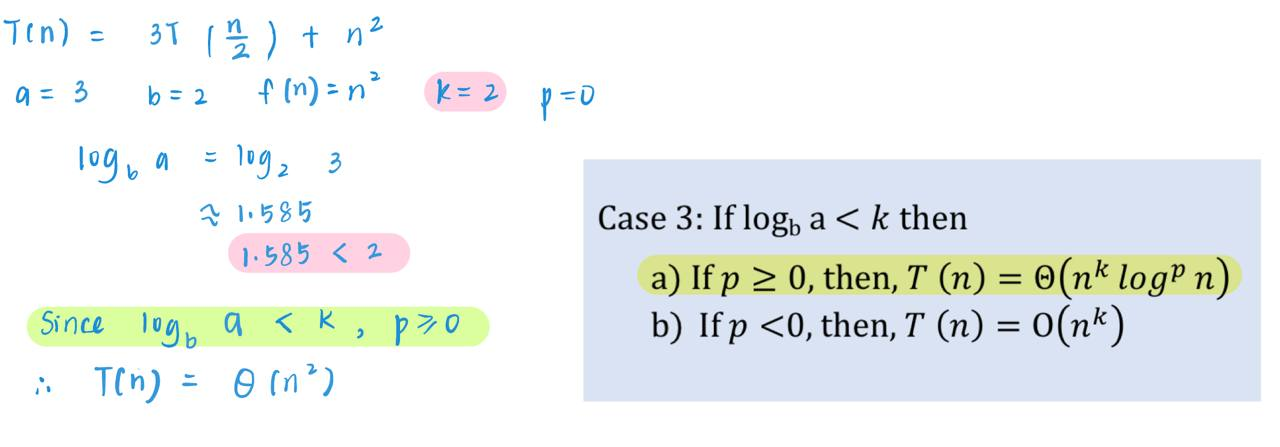 T(n) = 3T (n/2) + n²
a = 3 b = 2 f(n) = n² k = 2 p = 0
log_b a = log₂ 3
≈ 1.585
1.585 < 2
Since log_b a < k, p ≥ 0
∴ T(n) = θ(n²)
Case 3: If log_b a < k then
a) If p ≥ 0, then, T (n) = Θ(n^k log^p n)
b) If p <0, then, T (n) = O(n^k)